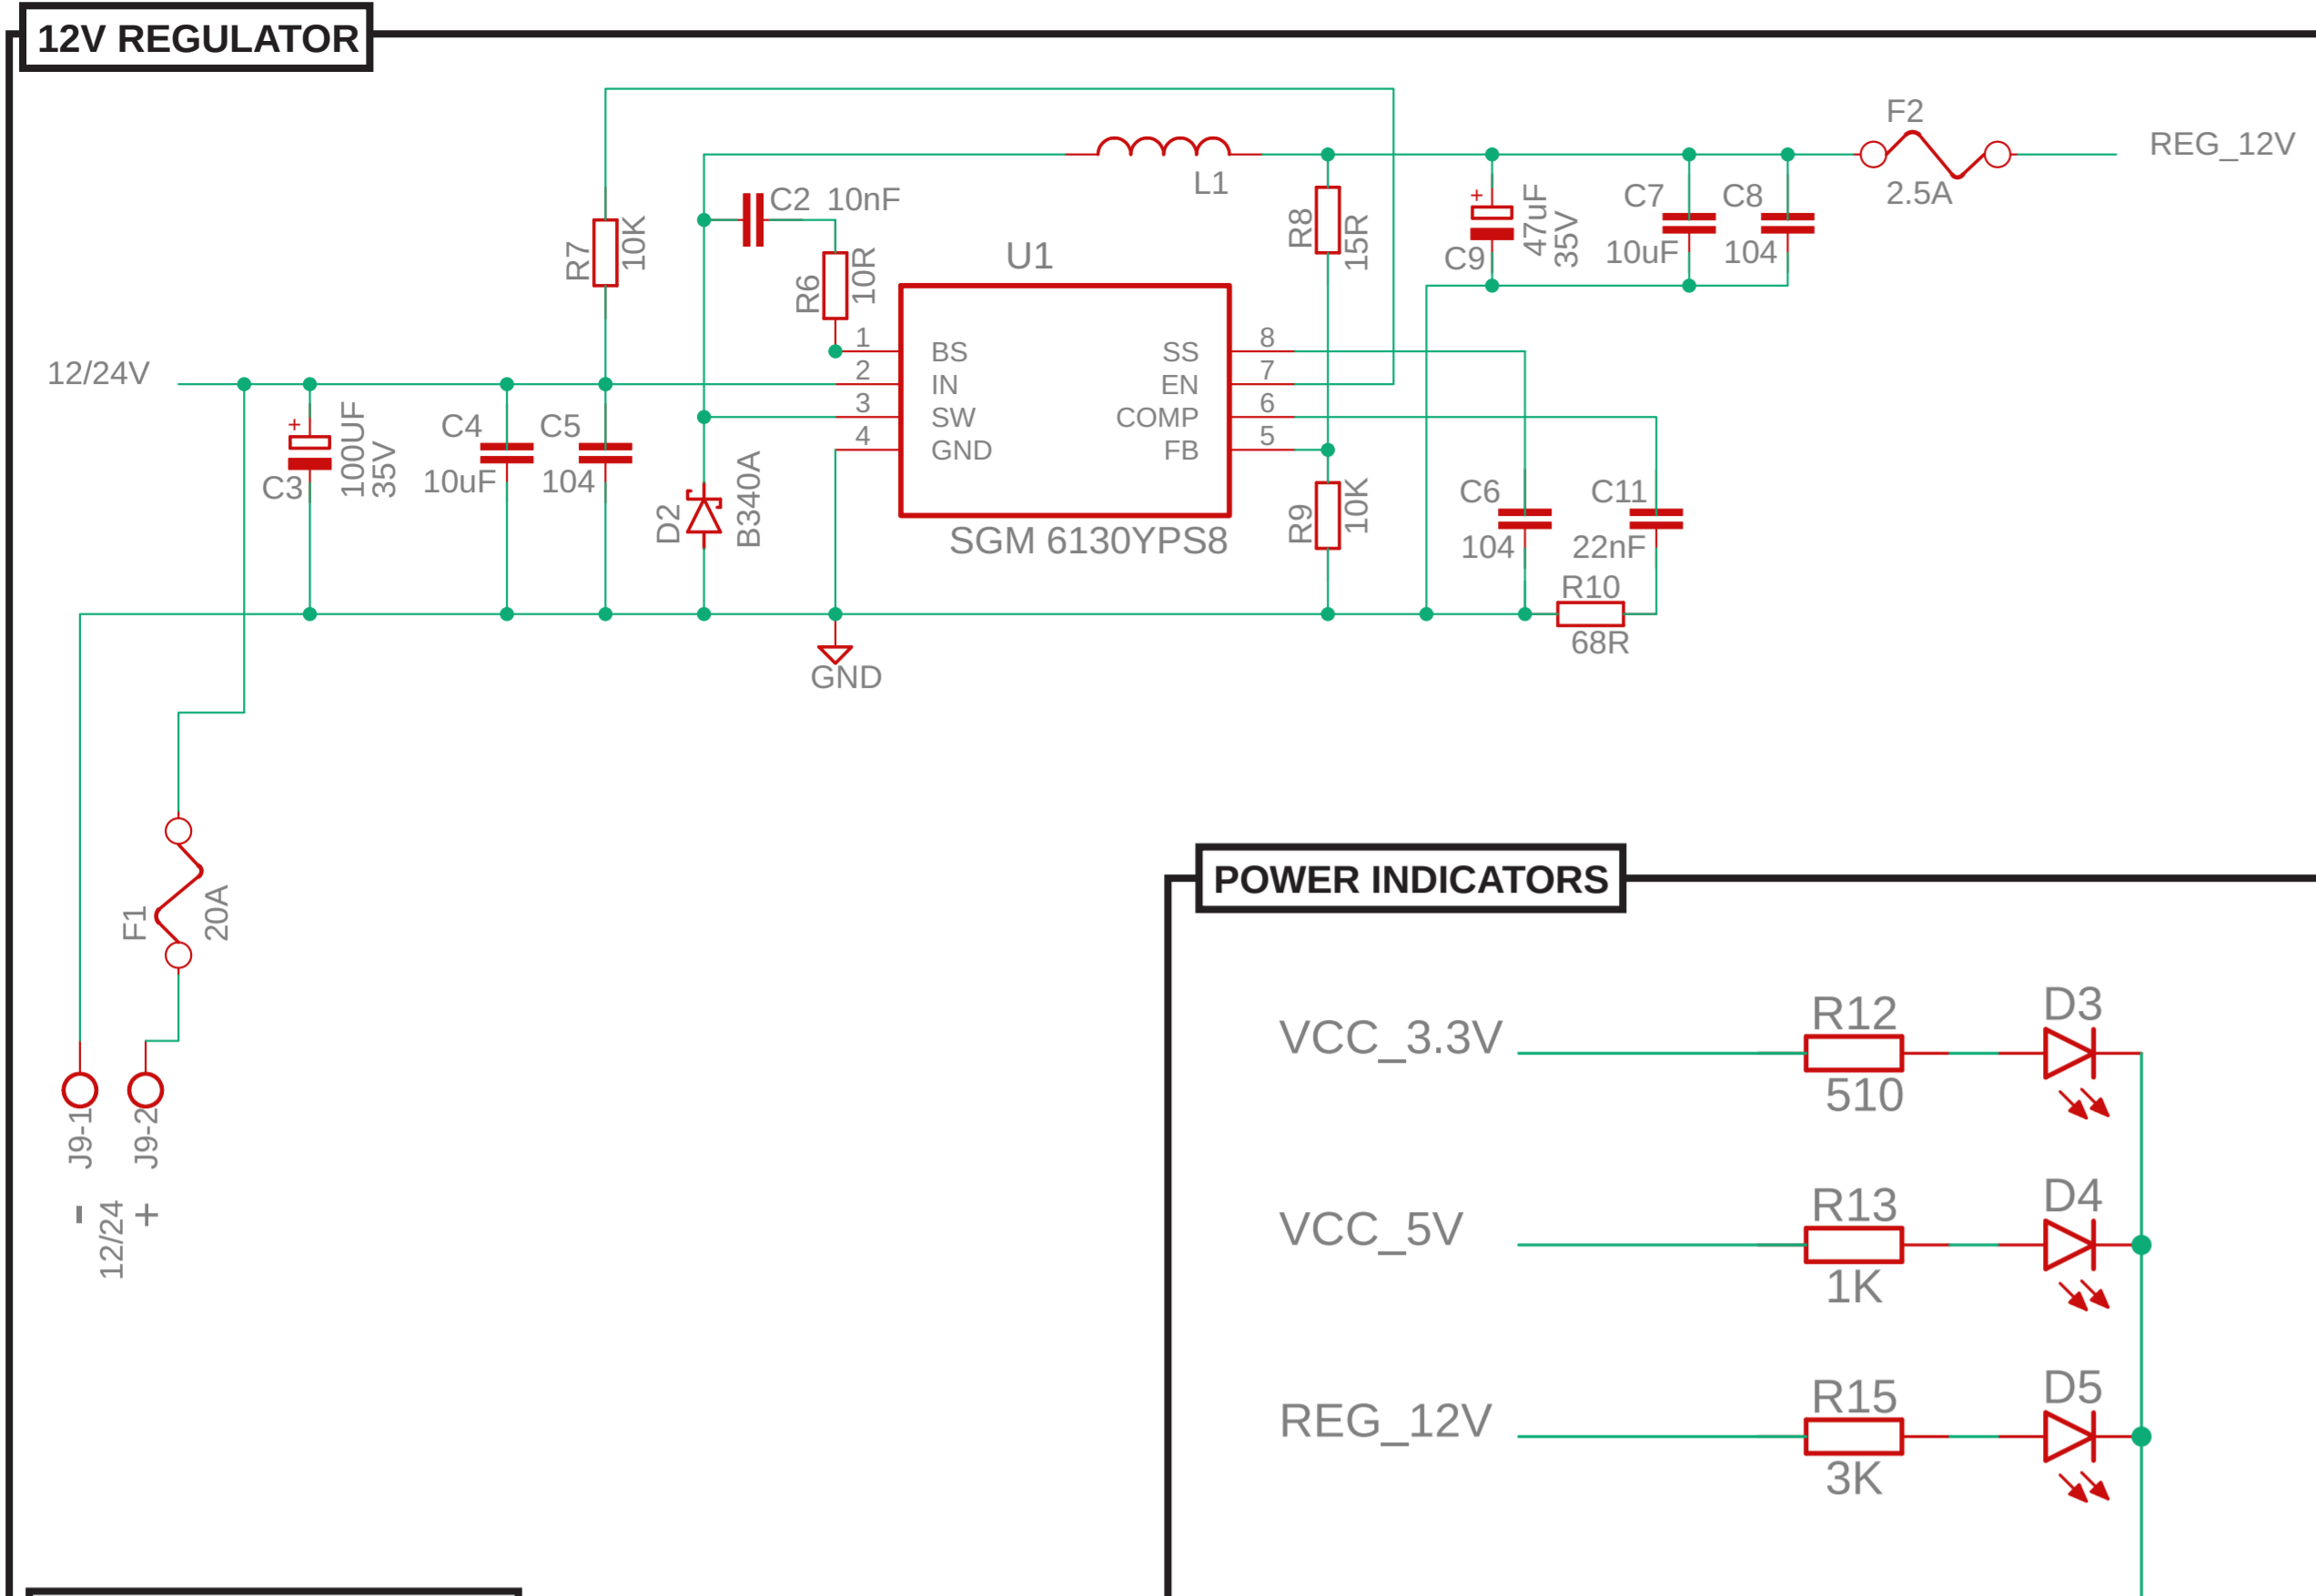 12V REGULATOR
F2
REG_12V
2.5A
L1
C2 10nF
R7
10K
R6
10R
U1
R8
15R
+
47uF
35V
C9
C7
10uF
C8
104
12/24V
1
2
3
4
BS
IN
SW
GND
SS
EN
COMP
FB
8
7
6
5
SGM 6130YPS8
+
C3
100UF
35V
C4
10uF
C5
104
D2
B340A
R9
10K
C6
104
C11
22nF
R10
68R
GND
F1
20A
J9-1
J9-2
-
12/24
+
POWER INDICATORS
VCC_3.3V
R12
510
D3
VCC_5V
R13
1K
D4
REG_12V
R15
3K
D5